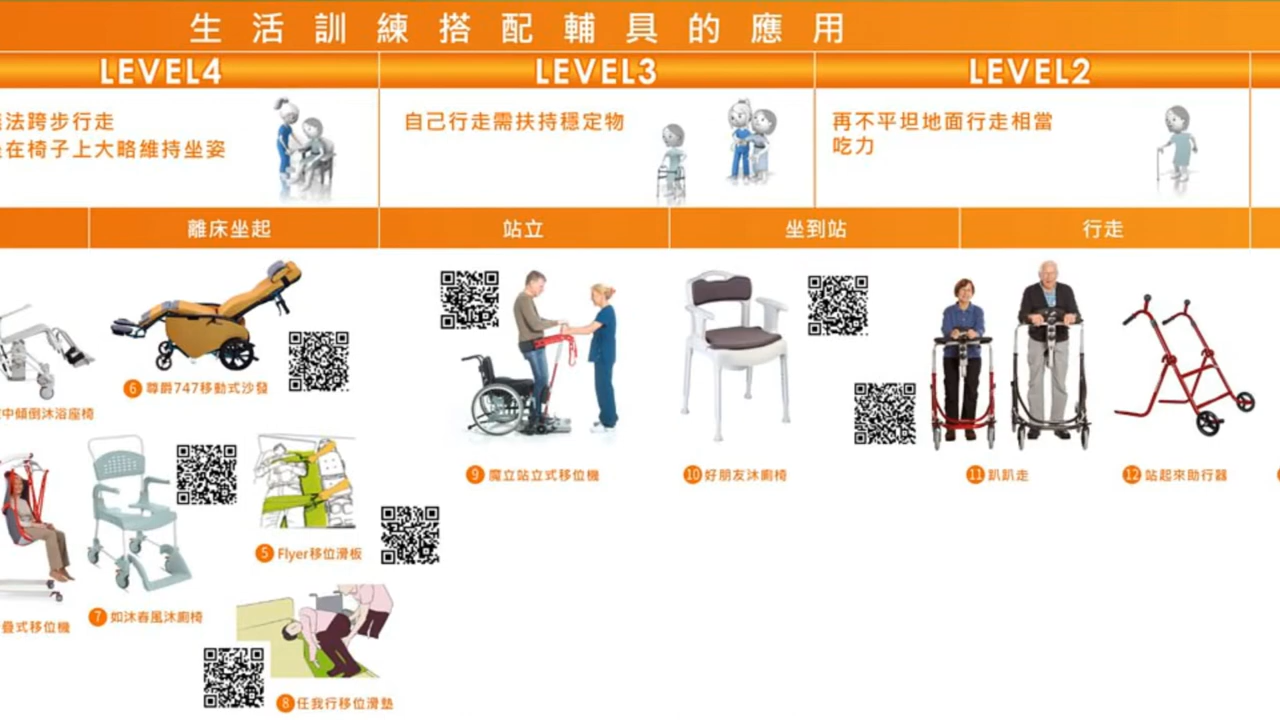 生活訓練搭配輔具的應用
LEVEL4
LEVEL3
LEVEL2
法跨步行走
在椅子上大略維持坐姿
自己行走需扶持穩定物
再不平坦地面行走相當
吃力
離床坐起
站立
坐到站
行走
中傾倒沐浴座椅
6 尊爵747移動式沙發
9 魔立站立式移位機
10 好朋友沐廁椅
11 趴趴走
12 站起來助行器
5 Flyer移位滑板
疊式移位機
7 如沐春風沐廁椅
8 任我行移位滑墊